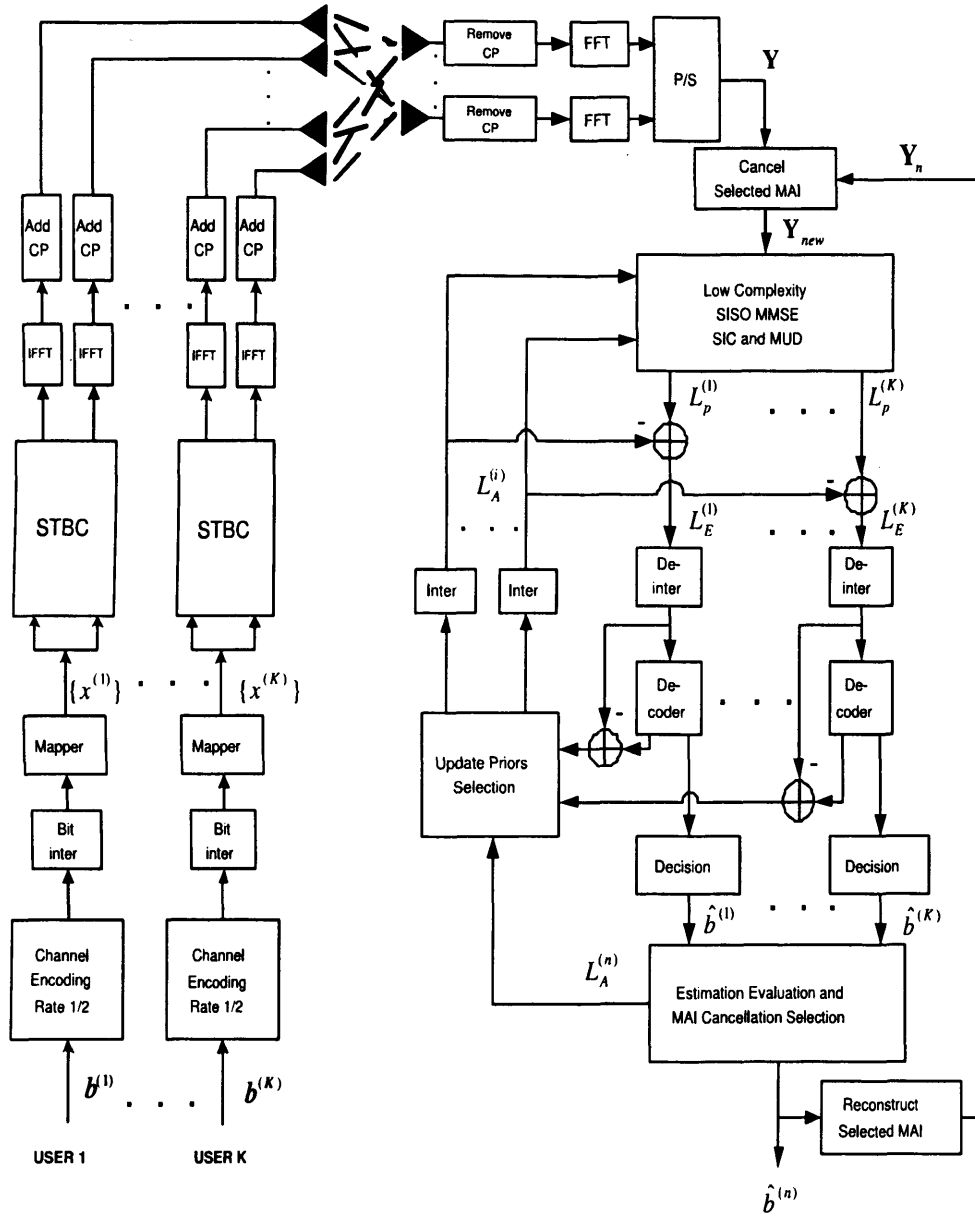 Remove
CP
FFT
Remove
CP
FFT
P/S
Y
Cancel
Selected MAI
Y_n
Y_{new}
Add
CP
Add
CP
. . .
Add
CP
Add
CP
IFFT
IFFT
IFFT
IFFT
STBC
STBC
{x^{(1)}}
. . .
{x^{(K)}}
Mapper
Mapper
Bit
inter
Bit
inter
Channel
Encoding
Rate 1/2
Channel
Encoding
Rate 1/2
b^{(1)}
. . .
b^{(K)}
USER 1
USER K
Low Complexity
SISO MMSE
SIC and MUD
L_p^{(1)}
. . .
L_p^{(K)}
-
-
L_A^{(i)}
. . .
L_E^{(1)}
. . .
L_E^{(K)}
Inter
Inter
De-
inter
De-
inter
De-
coder
. . .
De-
coder
-
-
Update Priors
Selection
Decision
Decision
b̂^{(1)}
. . .
b̂^{(K)}
L_A^{(n)}
Estimation Evaluation and
MAI Cancellation Selection
Reconstruct
Selected MAI
b̂^{(n)}